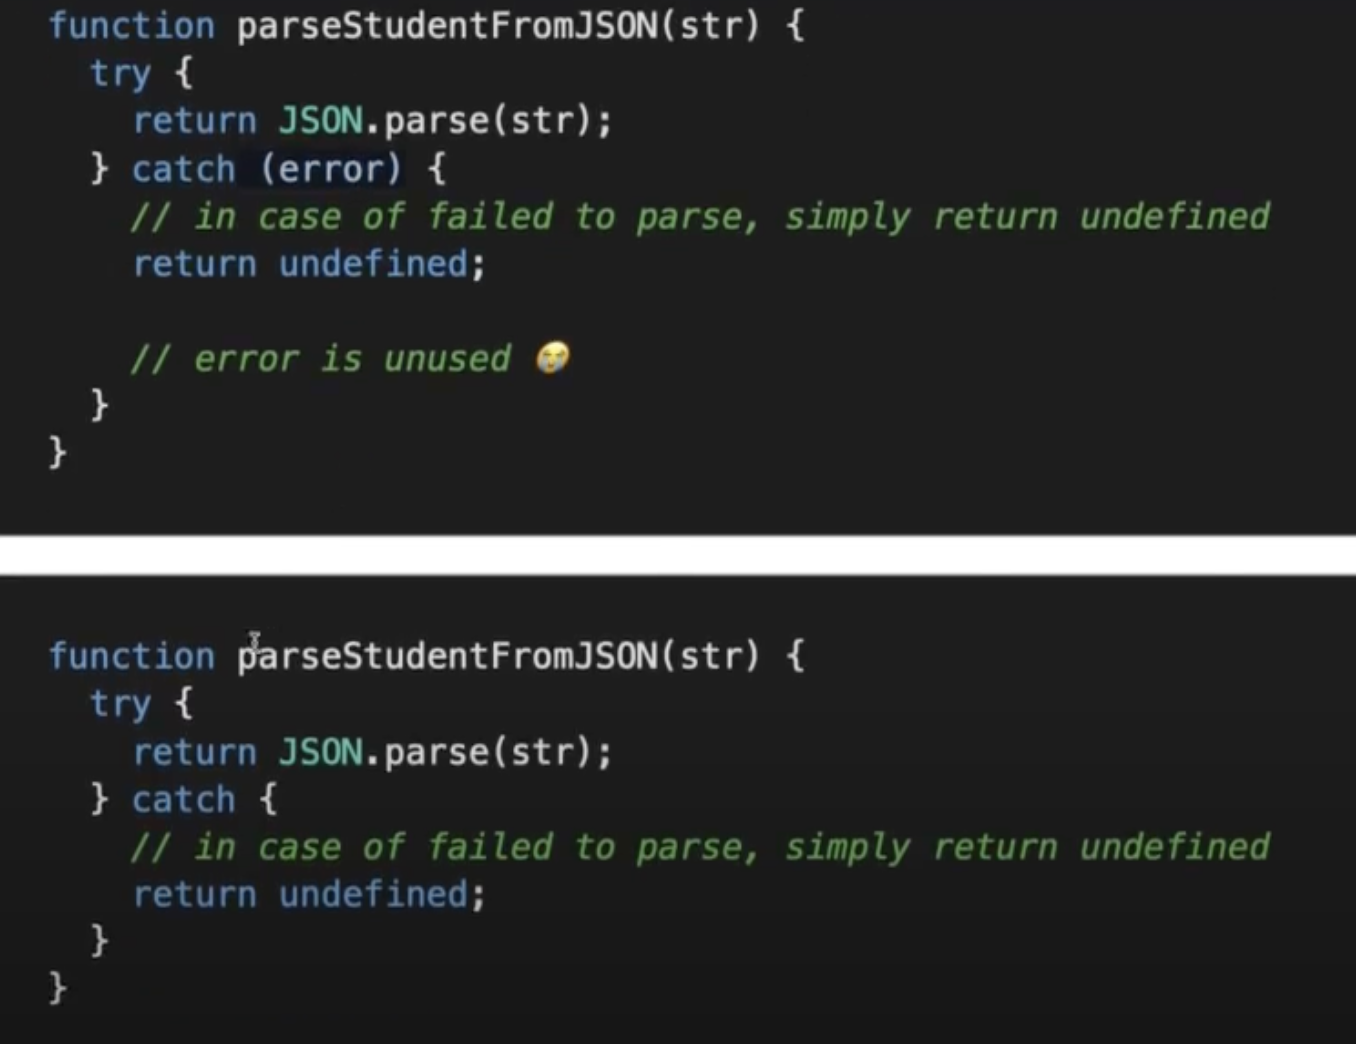 function parseStudentFromJSON(str) {
try {
return JSON.parse(str);
} catch (error) {
// in case of failed to parse, simply return undefined
return undefined;
// error is unused 😭
}
}
function parseStudentFromJSON(str) {
try {
return JSON.parse(str);
} catch {
// in case of failed to parse, simply return undefined
return undefined;
}
}